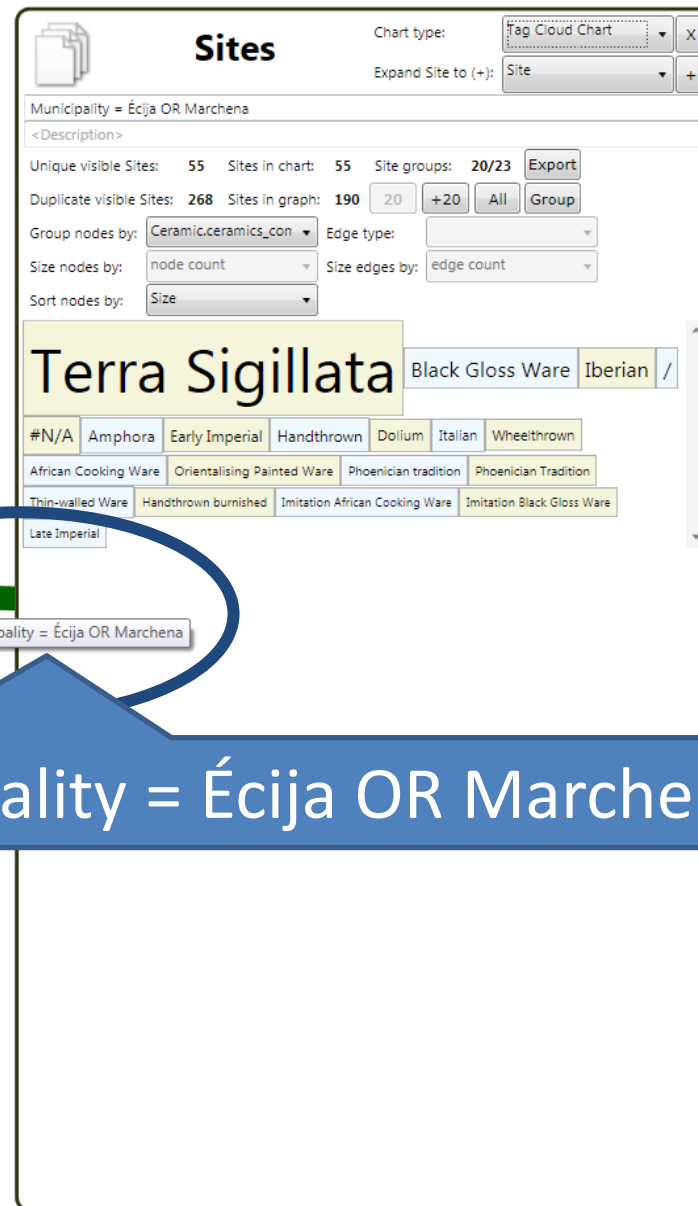 Sites
Chart type: Tag Cloud Chart X
Expand Site to (+): Site +
Municipality = Écija OR Marchena
<Description>
Unique visible Sites: 55 Sites in chart: 55 Site groups: 20/23 Export
Duplicate visible Sites: 268 Sites in graph: 190 20 +20 All Group
Group nodes by: Ceramic.ceramics_con Edge type:
Size nodes by: node count Size edges by: edge count
Sort nodes by: Size
Terra Sigillata Black Gloss Ware Iberian /
#N/A Amphora Early Imperial Handthrown Dolium Italian Wheelthrown
African Cooking Ware Orientalising Painted Ware Phoenician tradition Phoenician Tradition
Thin-walled Ware Handthrown burnished Imitation African Cooking Ware Imitation Black Gloss Ware
Late Imperial
pality = Écija OR Marchena
ality = Écija OR Marche